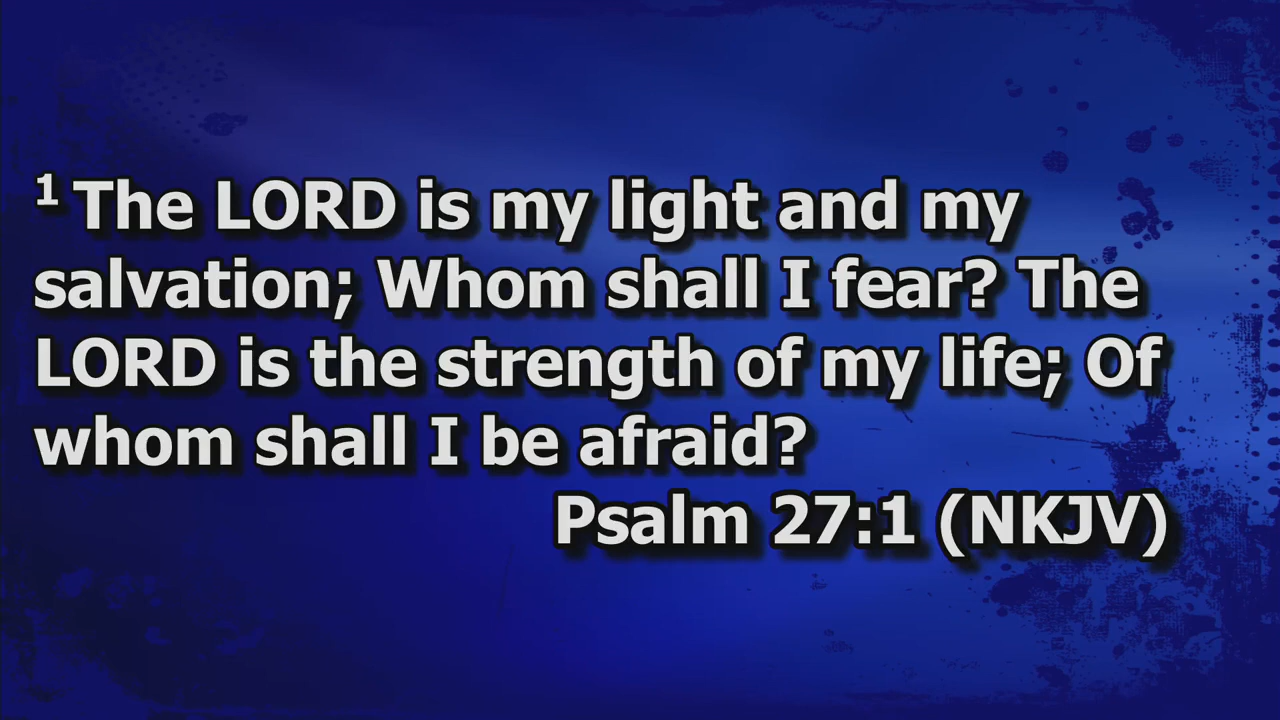 1 The LORD is my light and my
salvation; Whom shall I fear? The
LORD is the strength of my life; Of
whom shall I be afraid?
Psalm 27:1 (NKJV)